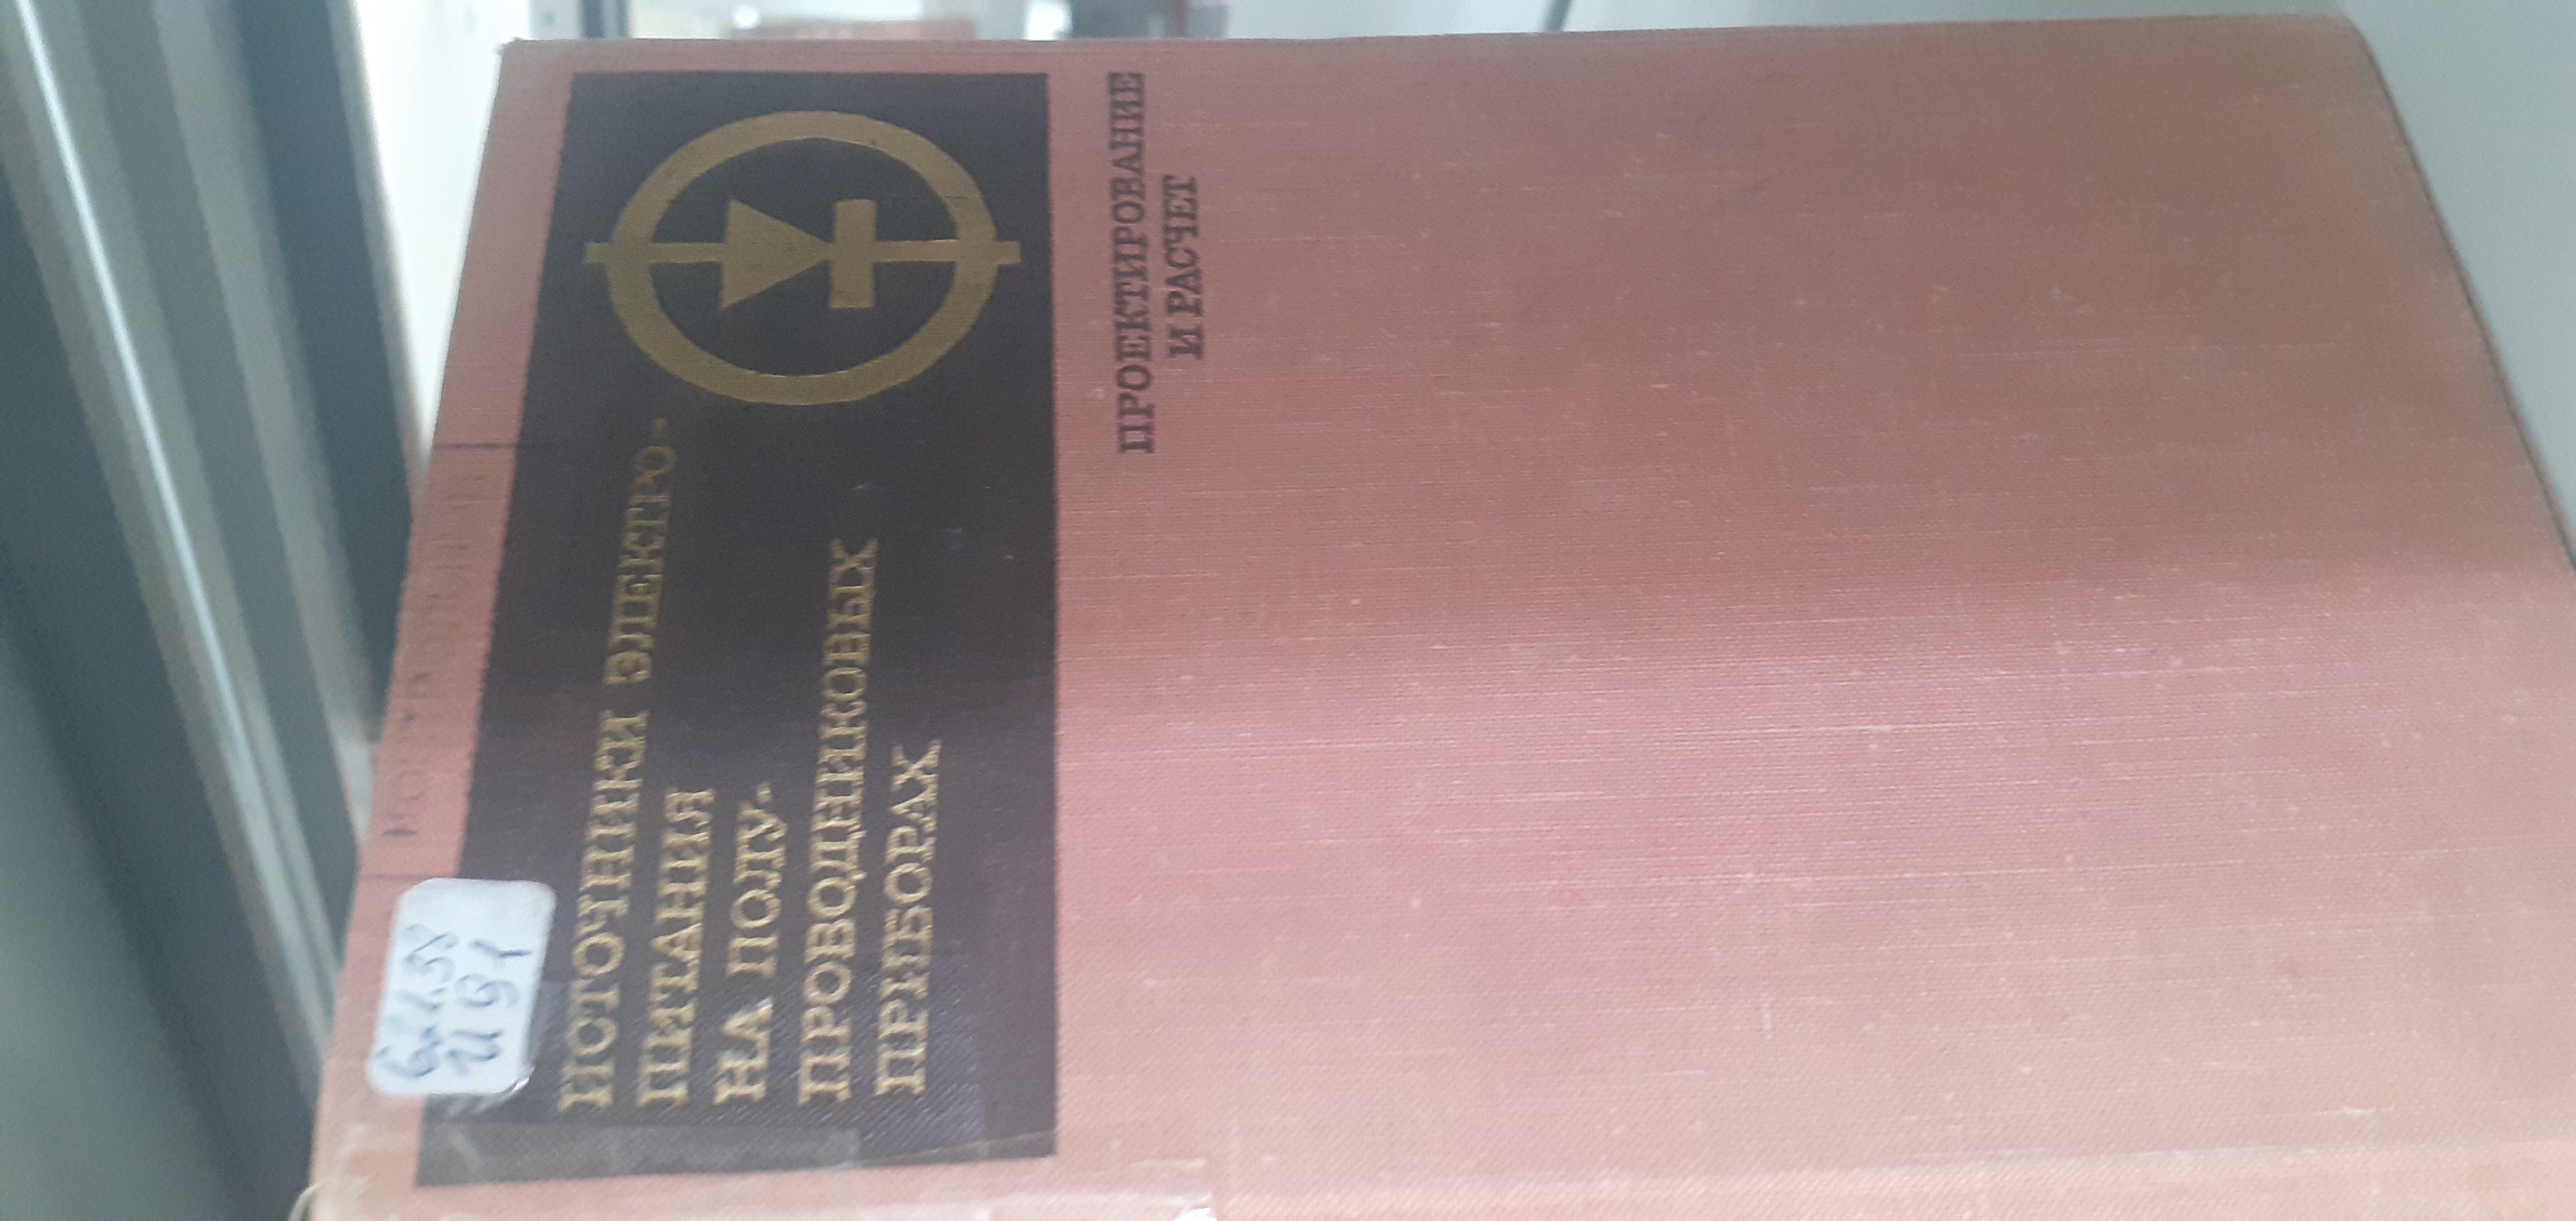 ИСТОЧНИКИ ЭЛЕКТРО-
ПИТАНИЯ
НА ПОЛУ-
ПРОВОДНИКОВЫХ
ПРИБОРАХ
ПРОЕКТИРОВАНИЕ
И РАСЧЕТ